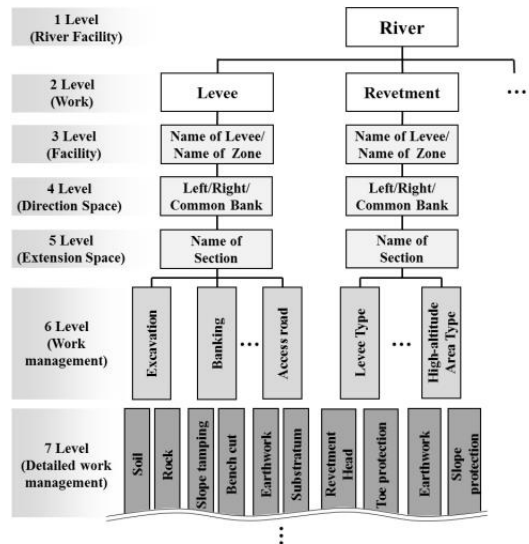 1 Level
(River Facility)
River
2 Level
(Work)
Levee
Revetment
...
3 Level
(Facility)
Name of Levee/
Name of Zone
Name of Levee/
Name of Zone
4 Level
(Direction Space)
Left/Right/
Common Bank
Left/Right/
Common Bank
5 Level
(Extension Space)
Name of
Section
Name of
Section
6 Level
(Work
management)
Excavation
Banking
...
Access road
Levee Type
...
High-altitude
Area Type
7 Level
(Detailed work
management)
Soil
Rock
Slope tamping
Bench cut
Earthwork
Substratum
Revetment
Head
Toe protection
Earthwork
Slope
protection
...